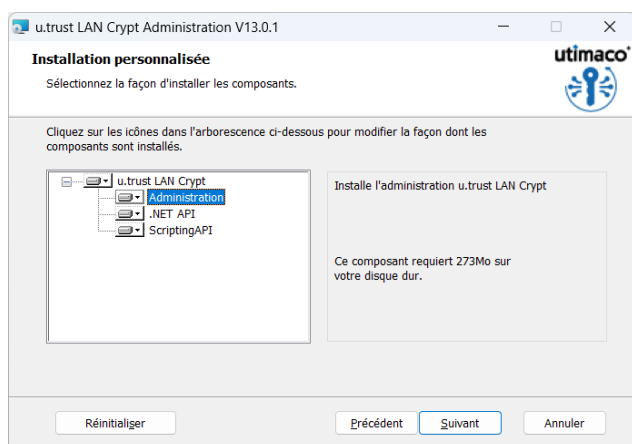 u.trust LAN Crypt Administration V13.0.1
Installation personnalisée
Sélectionnez la façon d'installer les composants.
utimaco
Cliquez sur les icônes dans l'arborescence ci-dessous pour modifier la façon dont les
composants sont installés.
u.trust LAN Crypt
Administration
.NET API
ScriptingAPI
Installe l'administration u.trust LAN Crypt
Ce composant requiert 273Mo sur
votre disque dur.
Réinitialiser
Précédent
Suivant
Annuler